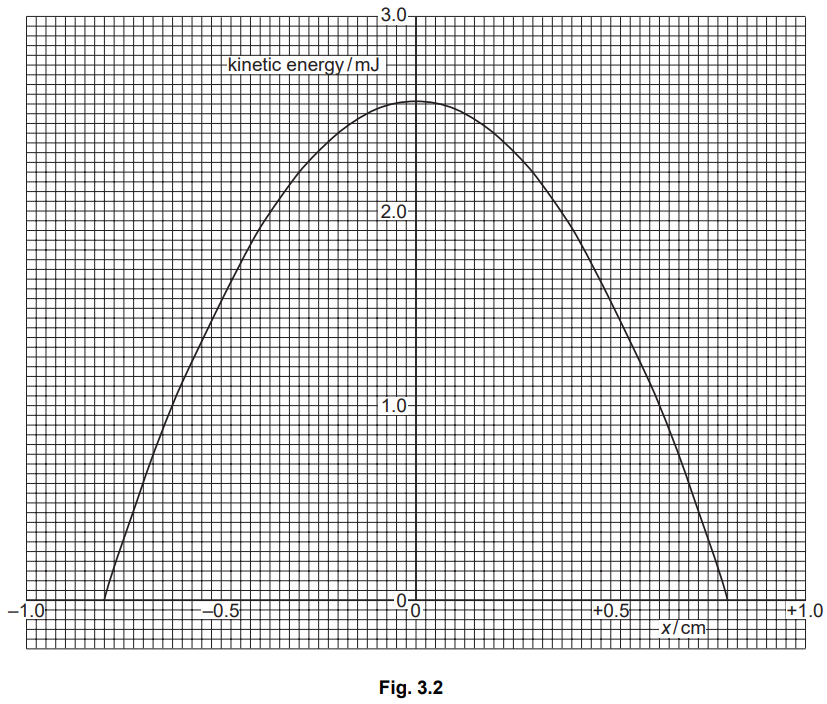 3.0
kinetic energy / mJ
2.0
1.0
0
–1.0 –0.5 0 +0.5 +1.0
x / cm
Fig. 3.2